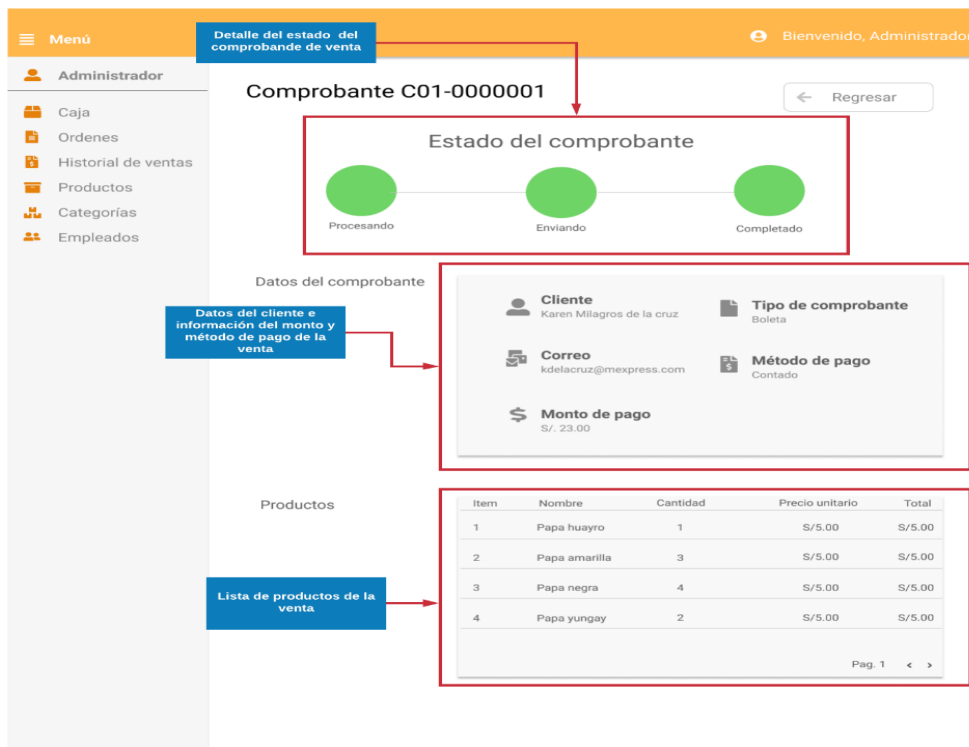 Menú
Detalle del estado del
comprobande de venta
Bienvenido, Administrador
Administrador
Caja
Ordenes
Historial de ventas
Productos
Categorías
Empleados
Comprobante C01-0000001
Regresar
Estado del comprobante
Procesando
Enviando
Completado
Datos del comprobante
Datos del cliente e
información del monto y
método de pago de la
venta
Cliente
Karen Milagros de la cruz
Tipo de comprobante
Boleta
Correo
kdelacruz@mexpress.com
Método de pago
Contado
Monto de pago
S/. 23.00
Productos
Item Nombre Cantidad Precio unitario Total
1 Papa huayro 1 S/5.00 S/5.00
2 Papa amarilla 3 S/5.00 S/5.00
3 Papa negra 4 S/5.00 S/5.00
4 Papa yungay 2 S/5.00 S/5.00
Lista de productos de la
venta
Pag. 1 < >